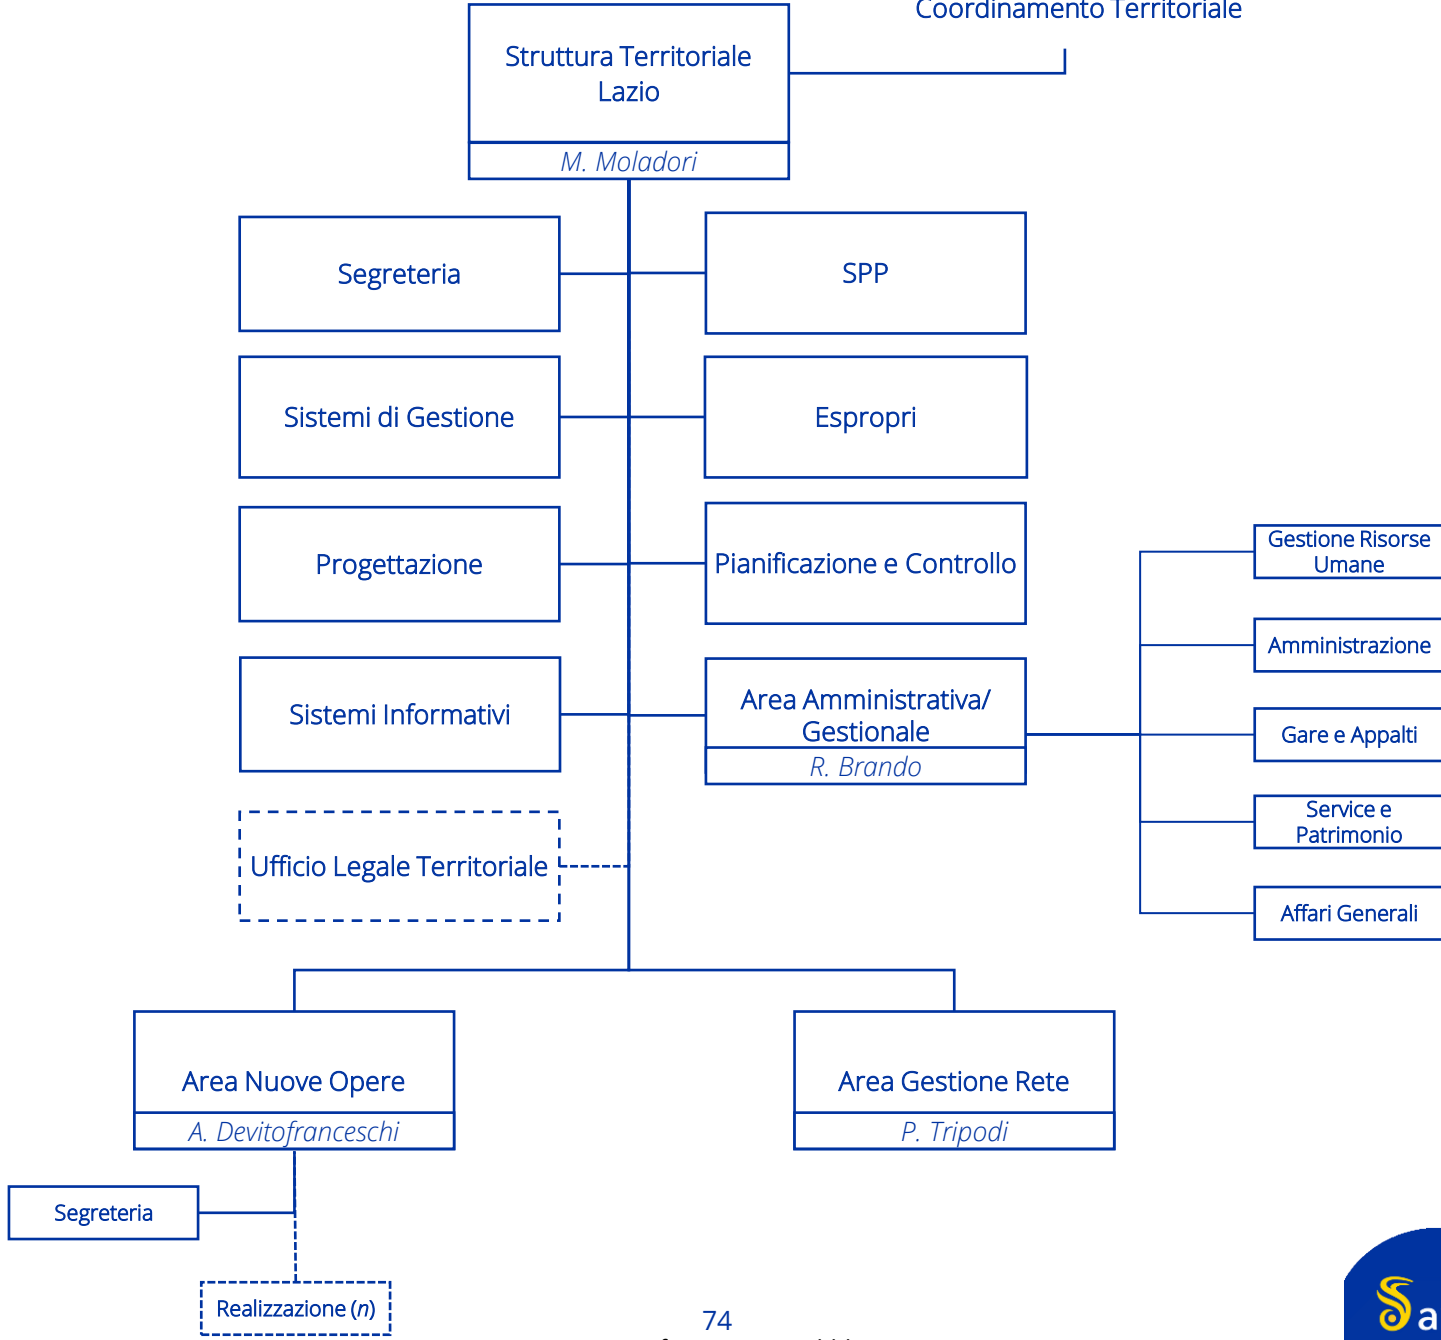 Coordinamento Territoriale
Struttura Territoriale
Lazio
M. Moladori
Segreteria
SPP
Sistemi di Gestione
Espropri
Progettazione
Pianificazione e Controllo
Gestione Risorse
Umane
Amministrazione
Sistemi Informativi
Area Amministrativa/
Gestionale
R. Brando
Gare e Appalti
Service e
Patrimonio
Ufficio Legale Territoriale
Affari Generali
Area Nuove Opere
A. Devitofranceschi
Area Gestione Rete
P. Tripodi
Segreteria
Realizzazione (n)
74
a